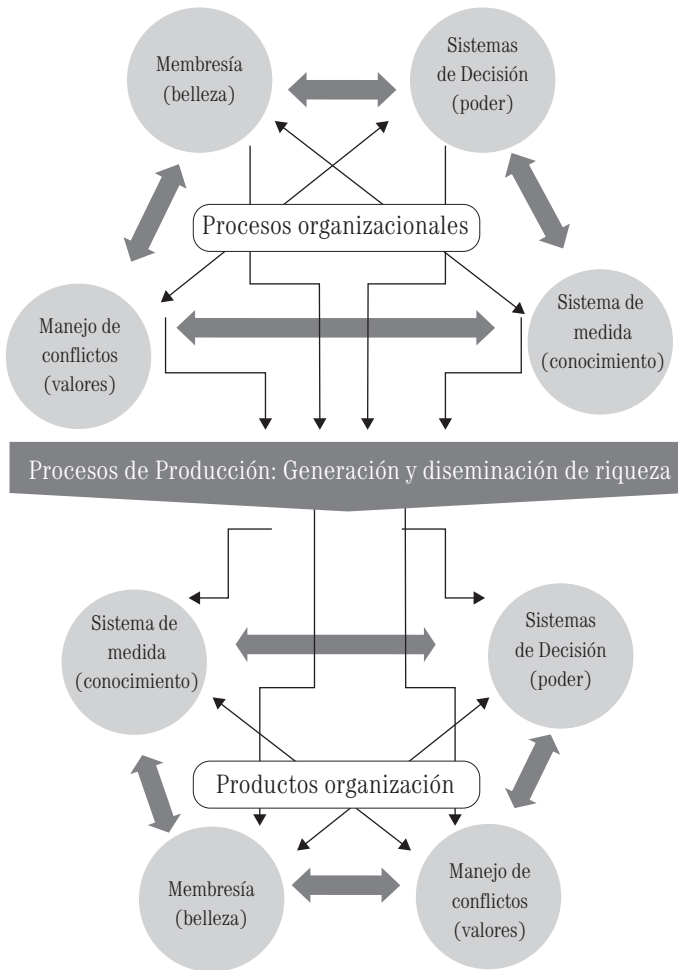 Membresía
(belleza)
Sistemas
de Decisión
(poder)
Procesos organizacionales
Manejo de
conflictos
(valores)
Sistema de
medida
(conocimiento)
Procesos de Producción: Generación y diseminación de riqueza
Sistema de
medida
(conocimiento)
Sistemas
de Decisión
(poder)
Productos organización
Membresía
(belleza)
Manejo de
conflictos
(valores)